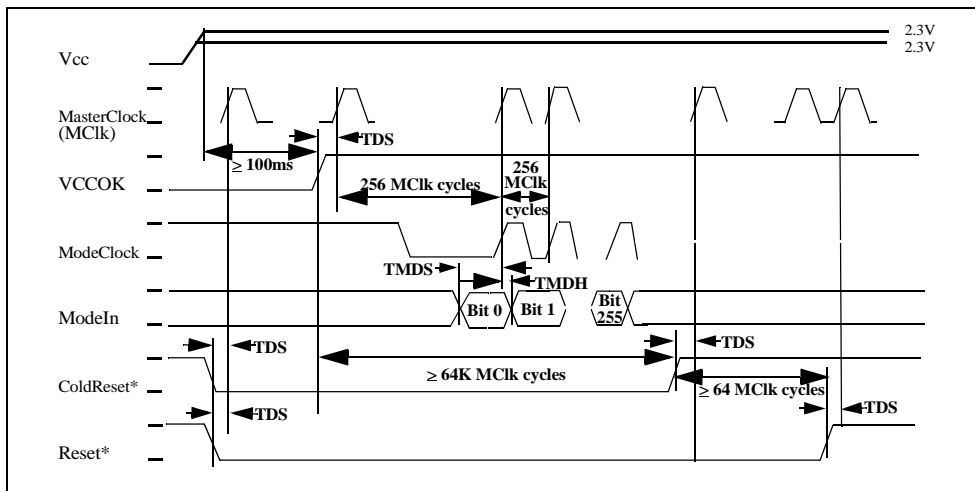 2.3V
2.3V
Vcc
MasterClock
(MClk)
TDS
≥ 100ms
VCCOK
256 MClk cycles
256
MClk
cycles
ModeClock
TMDS
TMDH
ModeIn
Bit 0
Bit 1
Bit
255
TDS
TDS
ColdReset*
≥ 64K MClk cycles
≥ 64 MClk cycles
TDS
TDS
Reset*